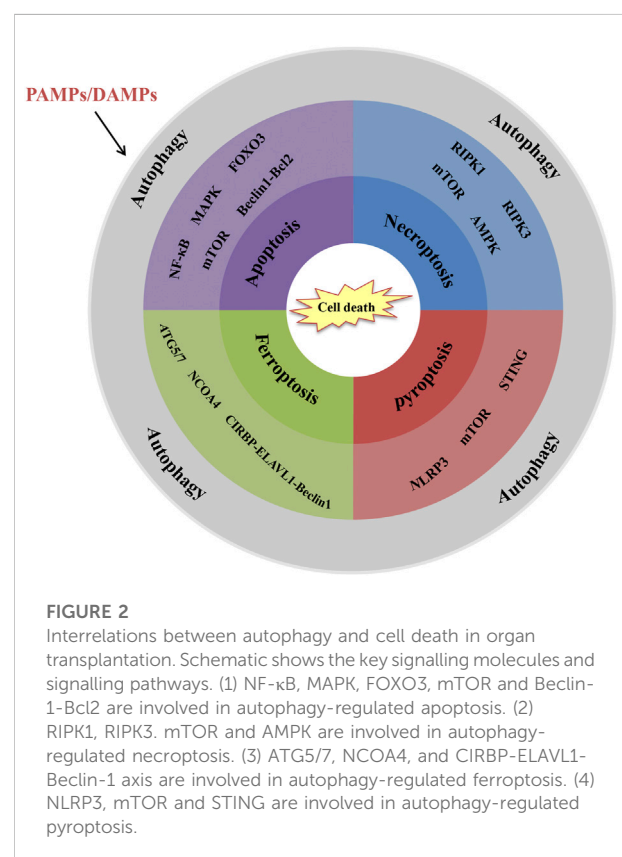 PAMPs/DAMPs
Autophagy
Autophagy
FOXO3
MAPK
Beclin1-Bcl2
NF-κB
mTOR
Apoptosis
RIPK1
mTOR
RIPK3
AMPK
Necroptosis
Cell death
Ferroptosis
ATG5/7
NCOA4
CIRBP-ELAVL1-Beclin1
Autophagy
pyroptosis
STING
mTOR
NLRP3
Autophagy
FIGURE 2
Interrelations between autophagy and cell death in organ
transplantation. Schematic shows the key signalling molecules and
signalling pathways. (1) NF-κB, MAPK, FOXO3, mTOR and Beclin-
1-Bcl2 are involved in autophagy-regulated apoptosis. (2)
RIPK1, RIPK3. mTOR and AMPK are involved in autophagy-
regulated necroptosis. (3) ATG5/7, NCOA4, and CIRBP-ELAVL1-
Beclin-1 axis are involved in autophagy-regulated ferroptosis. (4)
NLRP3, mTOR and STING are involved in autophagy-regulated
pyroptosis.